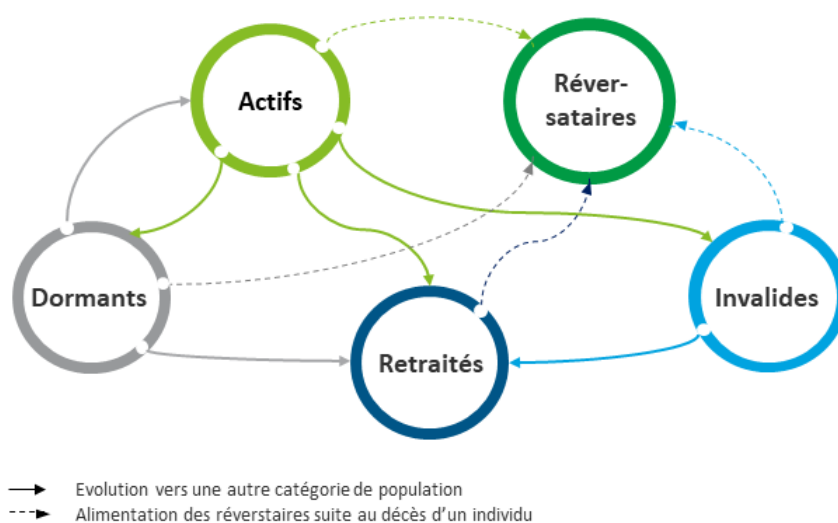 Actifs
Réver-
sataires
Dormants
Retraités
Invalides
Evolution vers une autre catégorie de population
Alimentation des réverstaires suite au décès d'un individu